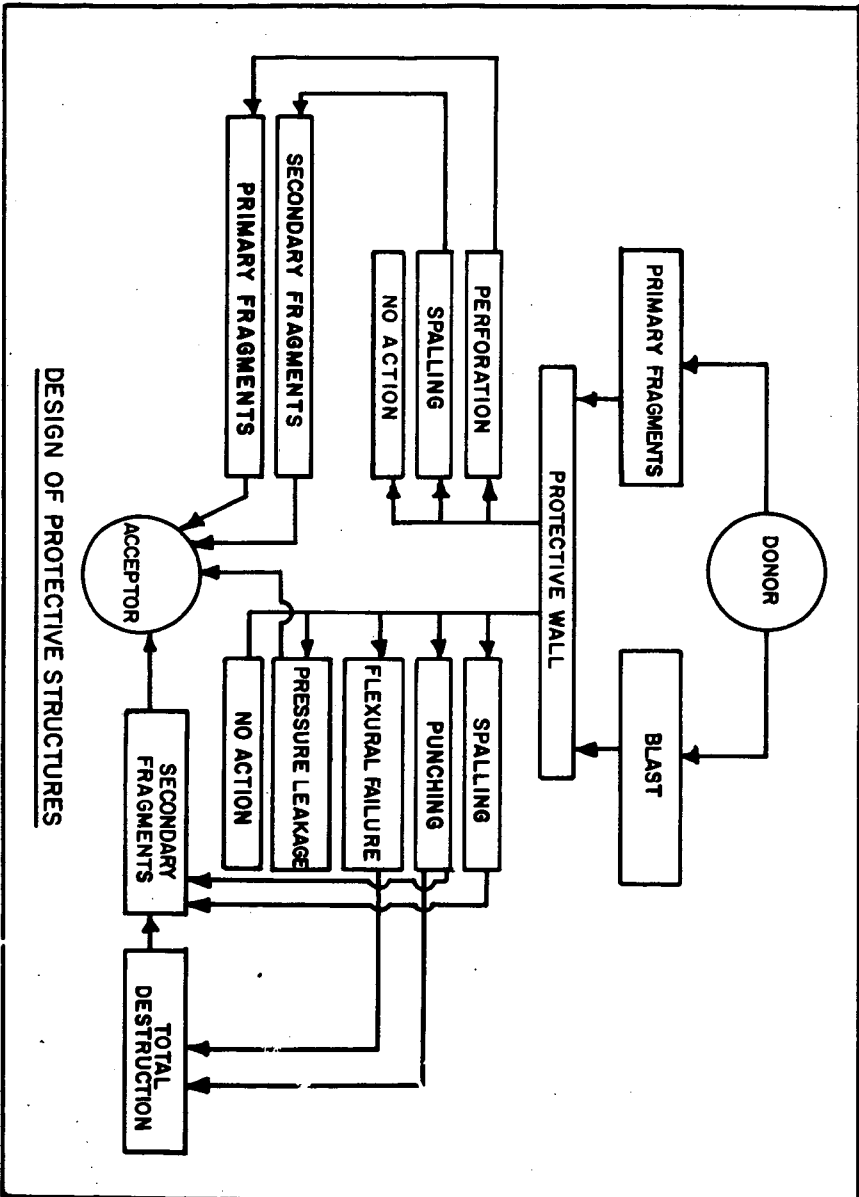 DONOR
PRIMARY FRAGMENTS
BLAST
PROTECTIVE WALL
PERFORATION
SPALLING
NO ACTION
SPALLING
PUNCHING
FLEXURAL FAILURE
PRESSURE LEAKAGE
NO ACTION
SECONDARY FRAGMENTS
PRIMARY FRAGMENTS
ACCEPTOR
SECONDARY
FRAGMENTS
TOTAL
DESTRUCTION
DESIGN OF PROTECTIVE STRUCTURES